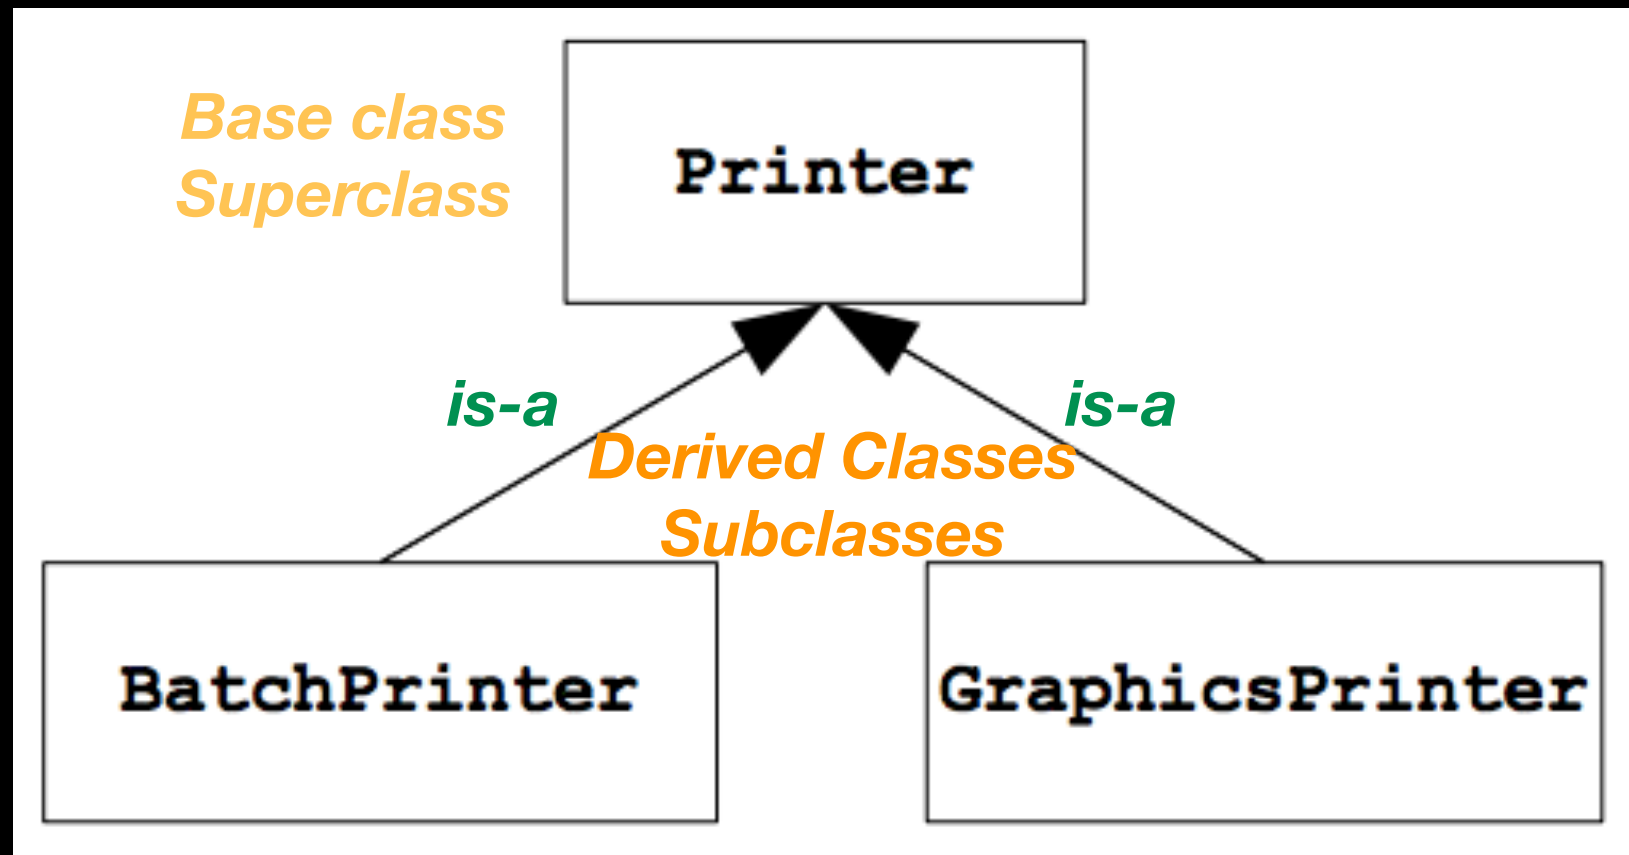 Base class
Superclass
Printer
is-a
is-a
Derived Classes
Subclasses
BatchPrinter
GraphicsPrinter